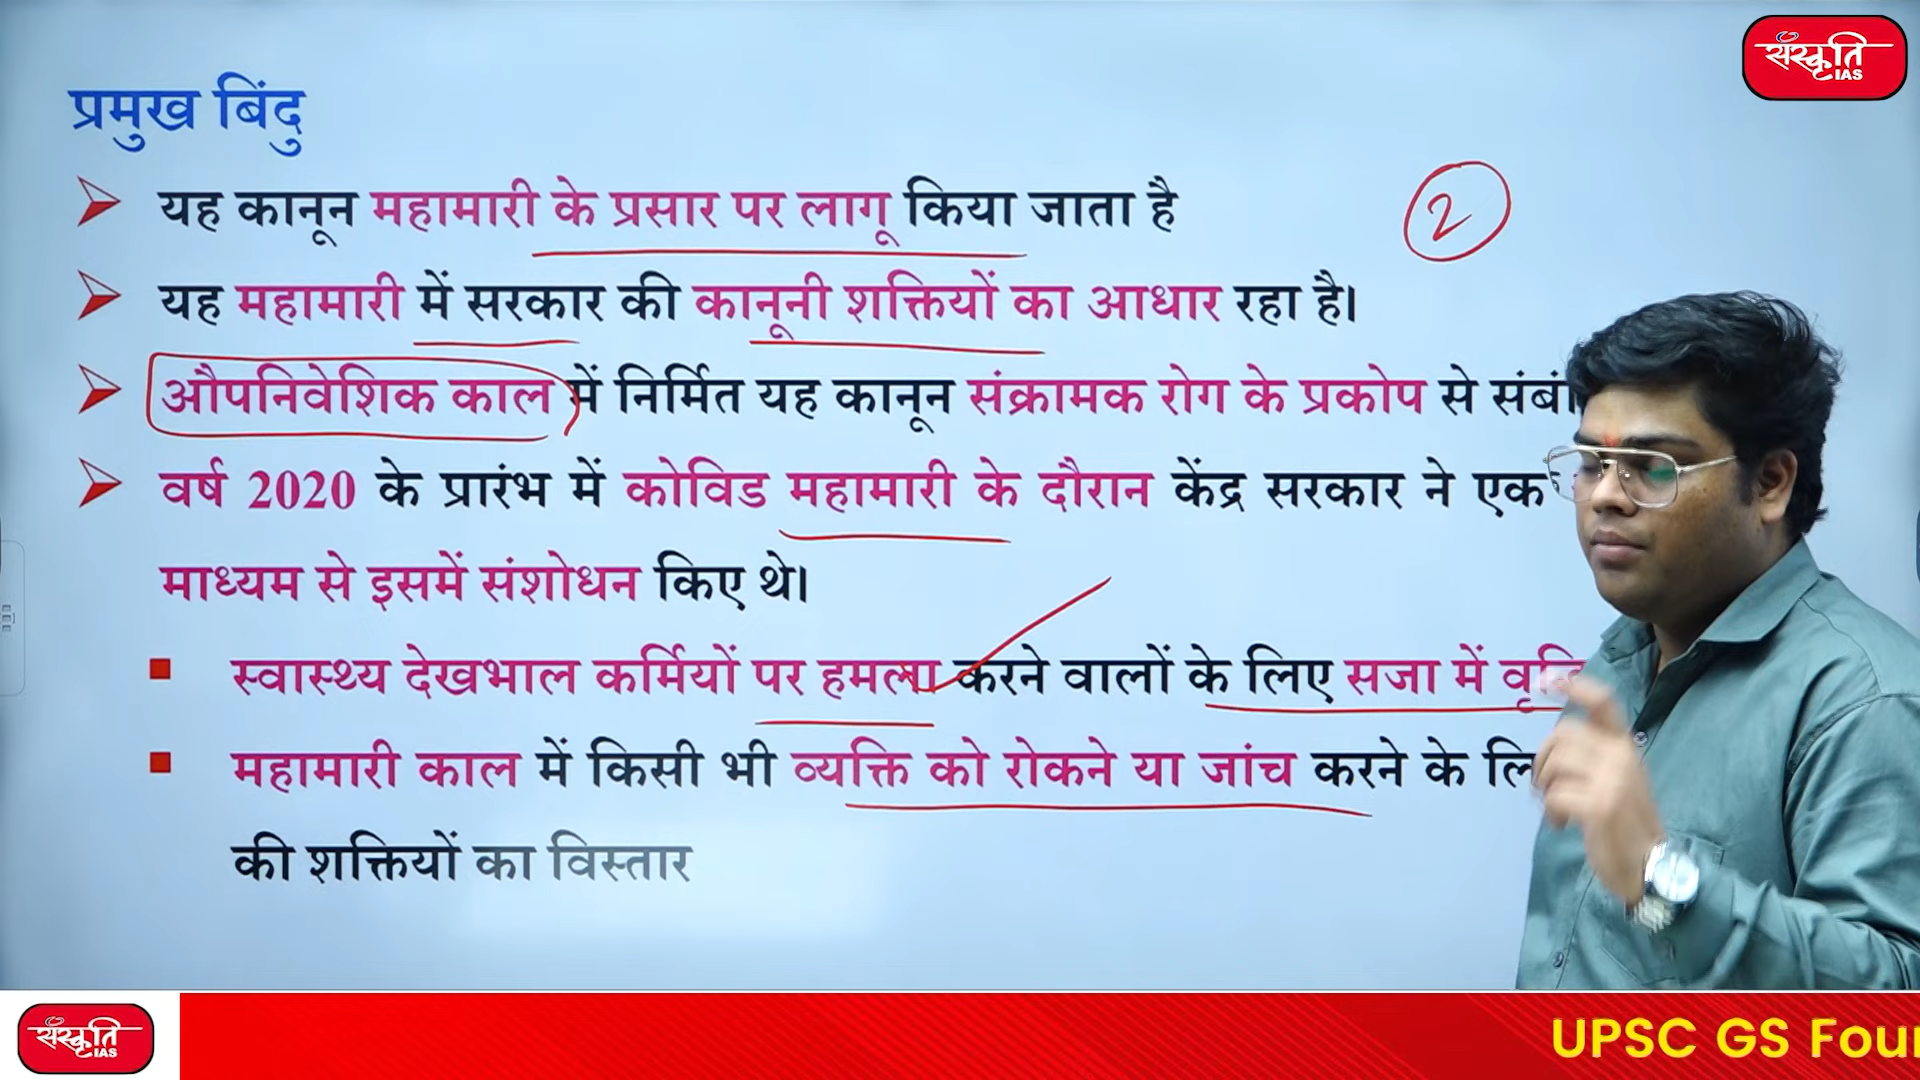 संस्कृति
IAS
प्रमुख बिंदु
यह कानून महामारी के प्रसार पर लागू किया जाता है
2
यह महामारी में सरकार की कानूनी शक्तियों का आधार रहा है।
औपनिवेशिक काल में निर्मित यह कानून संक्रामक रोग के प्रकोप से
वर्ष 2020 के प्रारंभ में कोविड महामारी के दौरान केंद्र सरकार ने एक
माध्यम से इसमें संशोधन किए थे।
स्वास्थ्य देखभाल कर्मियों पर हमला करने वालों के लिए सजा में
महामारी काल में किसी भी व्यक्ति को रोकने या जांच करने के
की शक्तियों का विस्तार
संस्कृति
IAS
UPSC GS